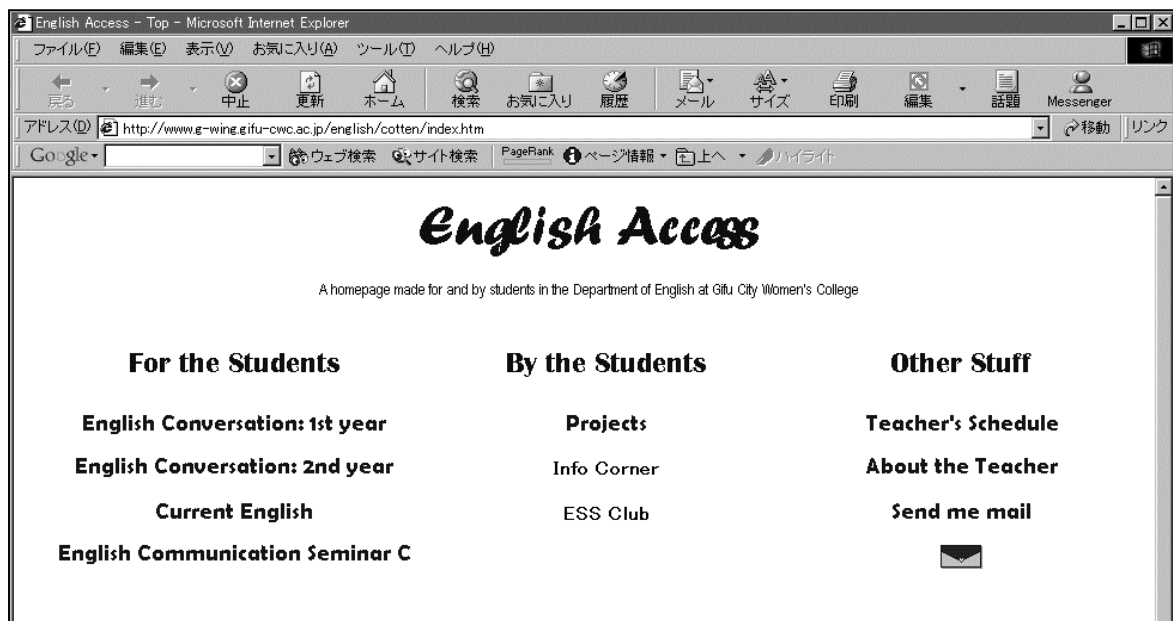 English Access - Top - Microsoft Internet Explorer
ファイル(F) 編集(E) 表示(V) お気に入り(A) ツール(T) ヘルプ(H)
戻る 進む 中止 更新 ホーム 検索 お気に入り 履歴 メール サイズ 印刷 編集 話題 Messenger
アドレス(D) http://www.g-wing.gifu-cwc.ac.jp/english/cotten/index.htm 移動 リンク
Google ウェブ検索 サイト検索 PageRank ページ情報 上へ ハイライト
English Access
A homepage made for and by students in the Department of English at Gifu City Women's College
For the Students By the Students Other Stuff
English Conversation: 1st year Projects Teacher's Schedule
English Conversation: 2nd year Info Corner About the Teacher
Current English ESS Club Send me mail
English Communication Seminar C